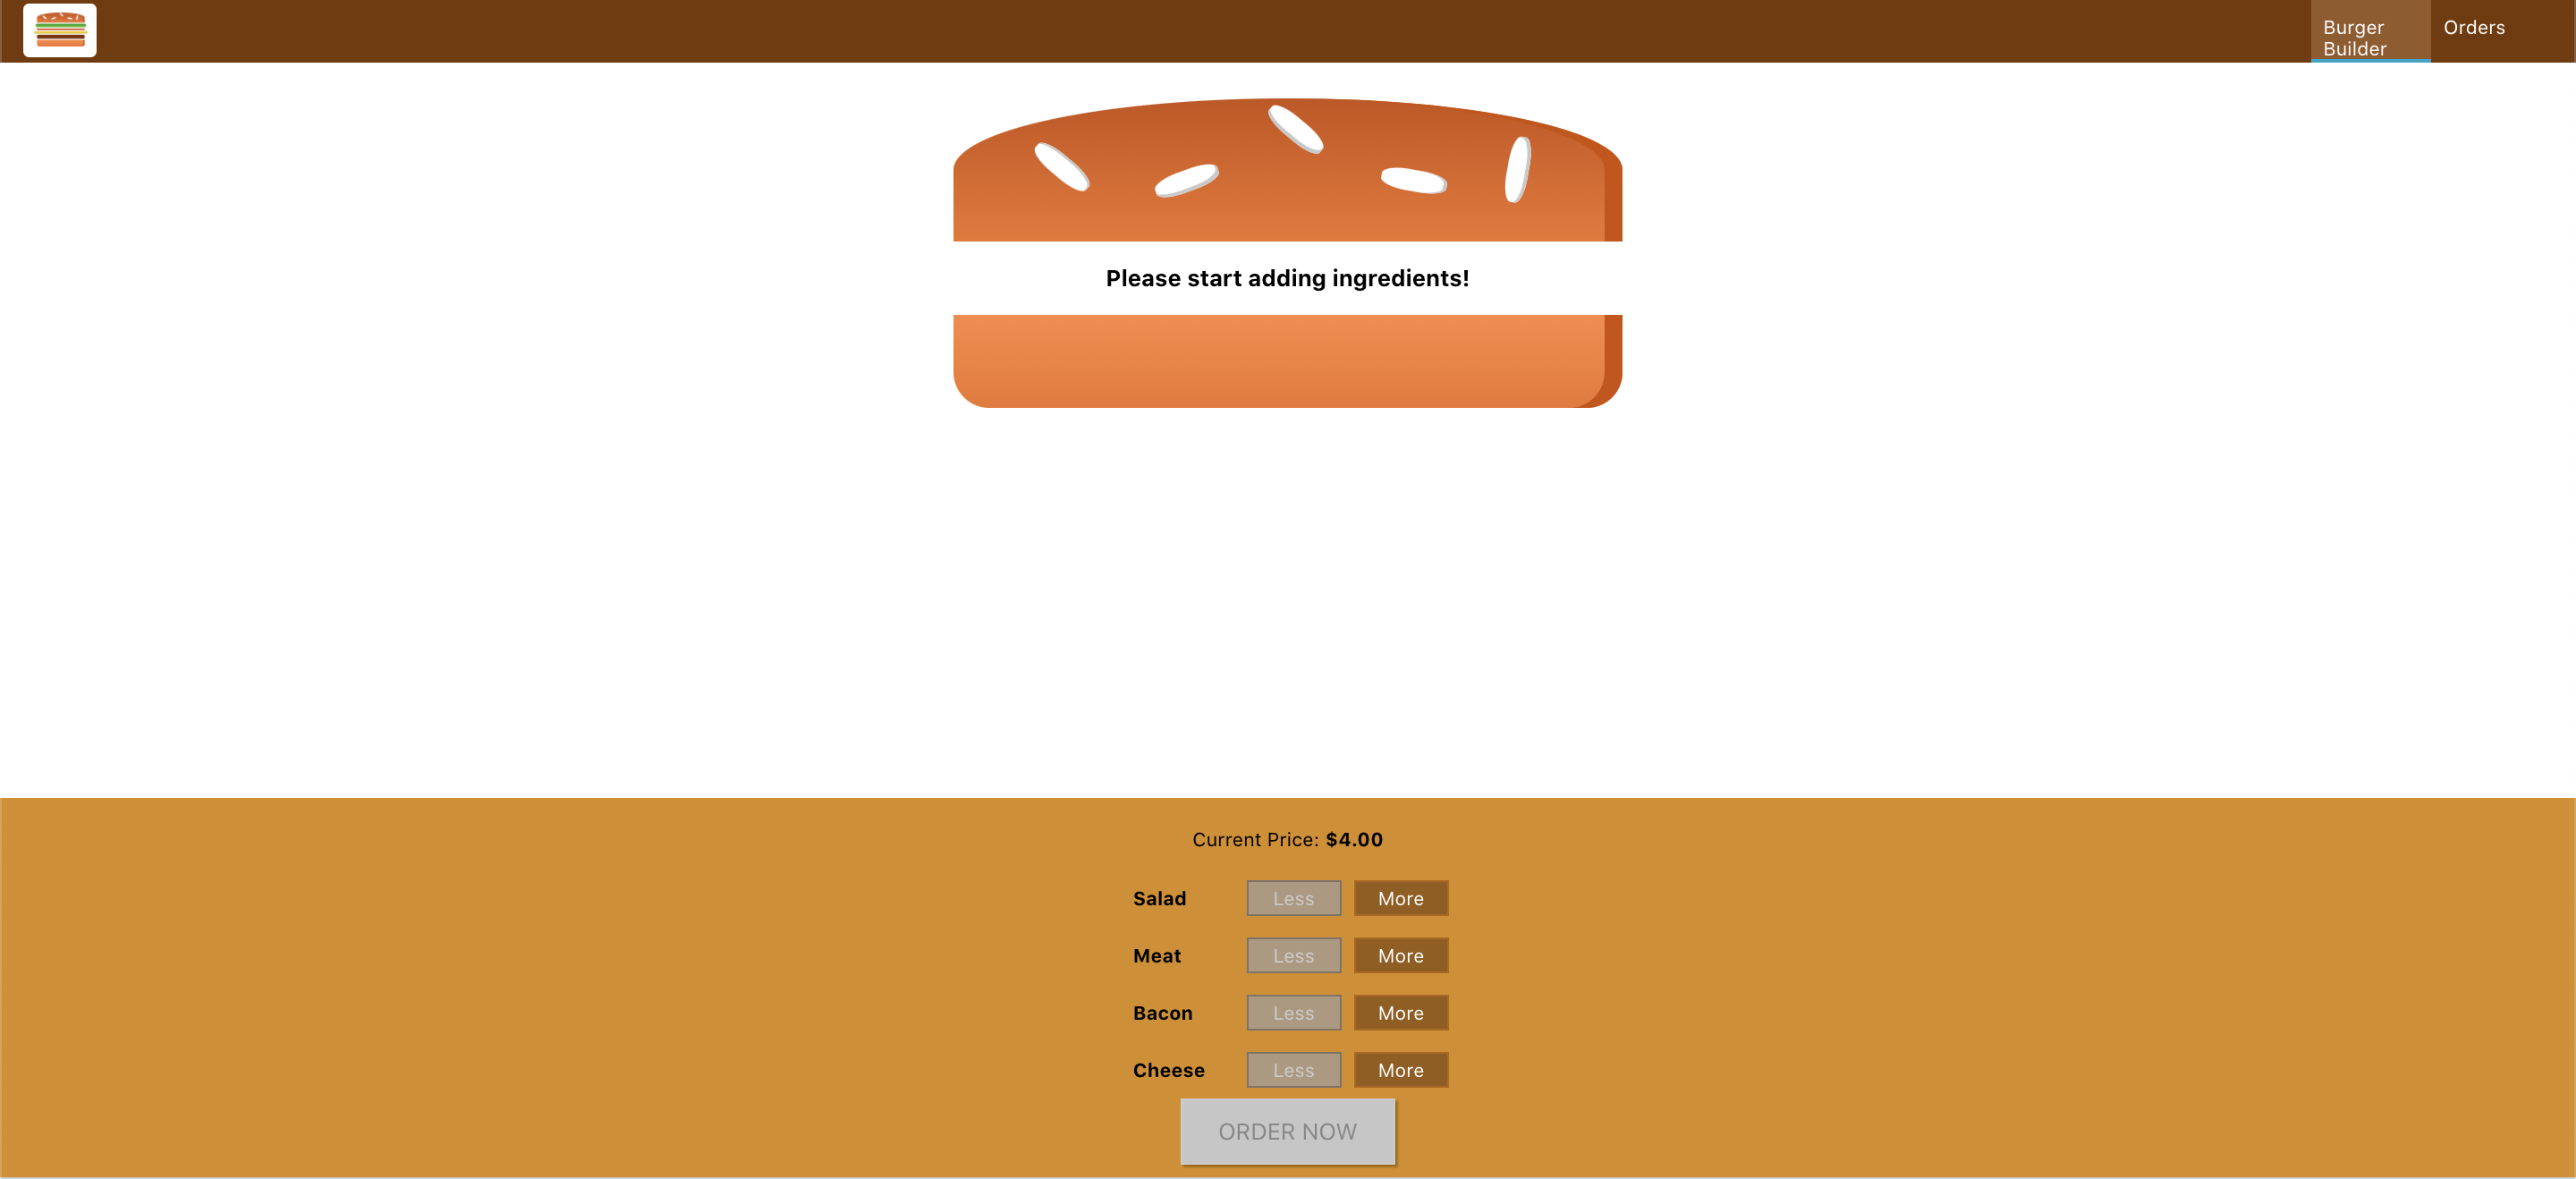 Burger
Builder
Orders
Please start adding ingredients!
Current Price: $4.00
Salad Less More
Meat Less More
Bacon Less More
Cheese Less More
ORDER NOW